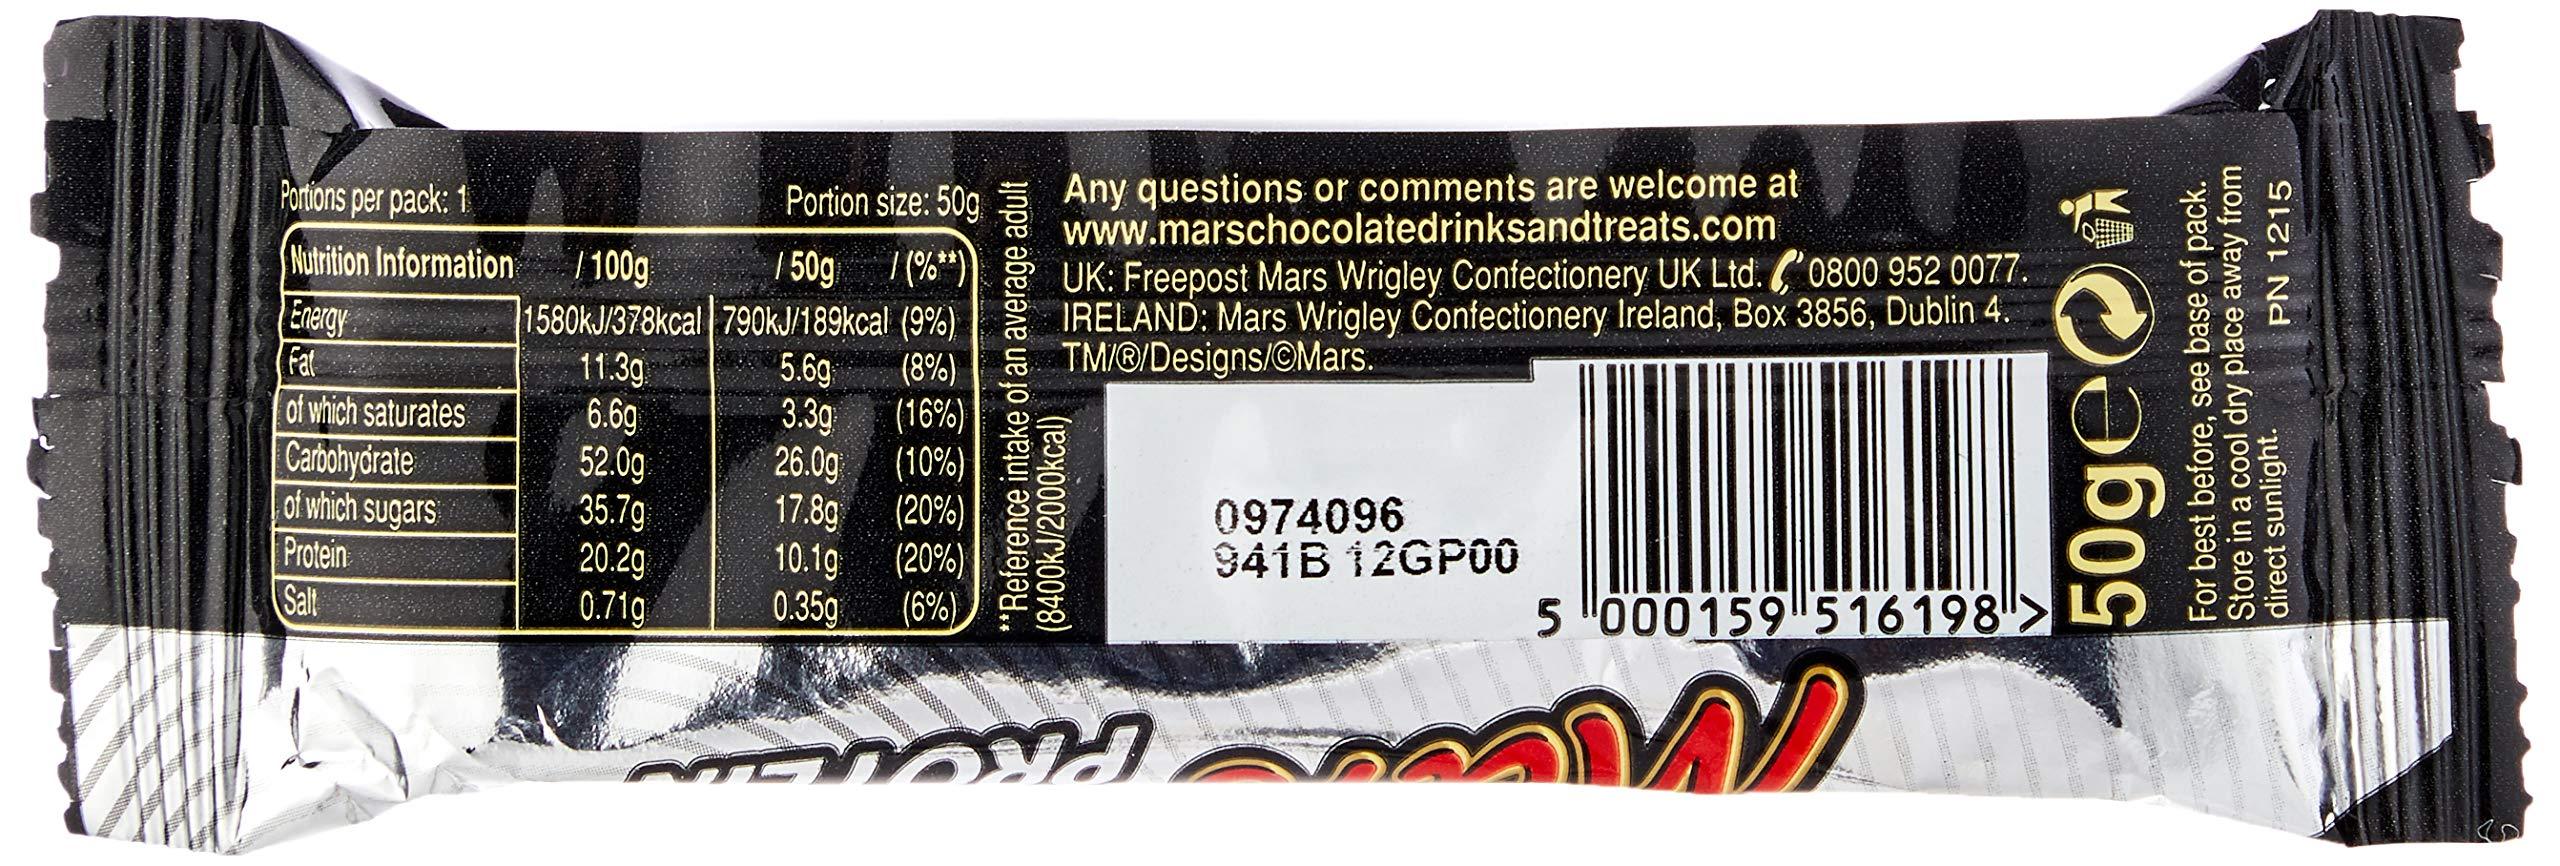 Portions per pack: 1 Portion size: 50g
Nutrition Information / 100g / 50g / (%**)
Energy 1580kJ/378kcal 790kJ/189kcal (9%)
Fat 11.3g 5.6g (8%)
of which saturates 6.6g 3.3g (16%)
Carbohydrate 52.0g 26.0g (10%)
of which sugars 35.7g 17.8g (20%)
Protein 20.2g 10.1g (20%)
Salt 0.71g 0.35g (6%)
**Reference intake of an average adult
(8400kJ/2000kcal)
Any questions or comments are welcome at
www.marschocolatedrinksandtreats.com
UK: Freepost Mars Wrigley Confectionery UK Ltd. 0800 952 0077.
IRELAND: Mars Wrigley Confectionery Ireland, Box 3856, Dublin 4.
TM/®/Designs/©Mars.
0974096
941B 12GP00
5 000159 516198 >
50g e
For best before, see base of pack.
Store in a cool dry place away from
direct sunlight. PN 1215
Mars
PROTEIN